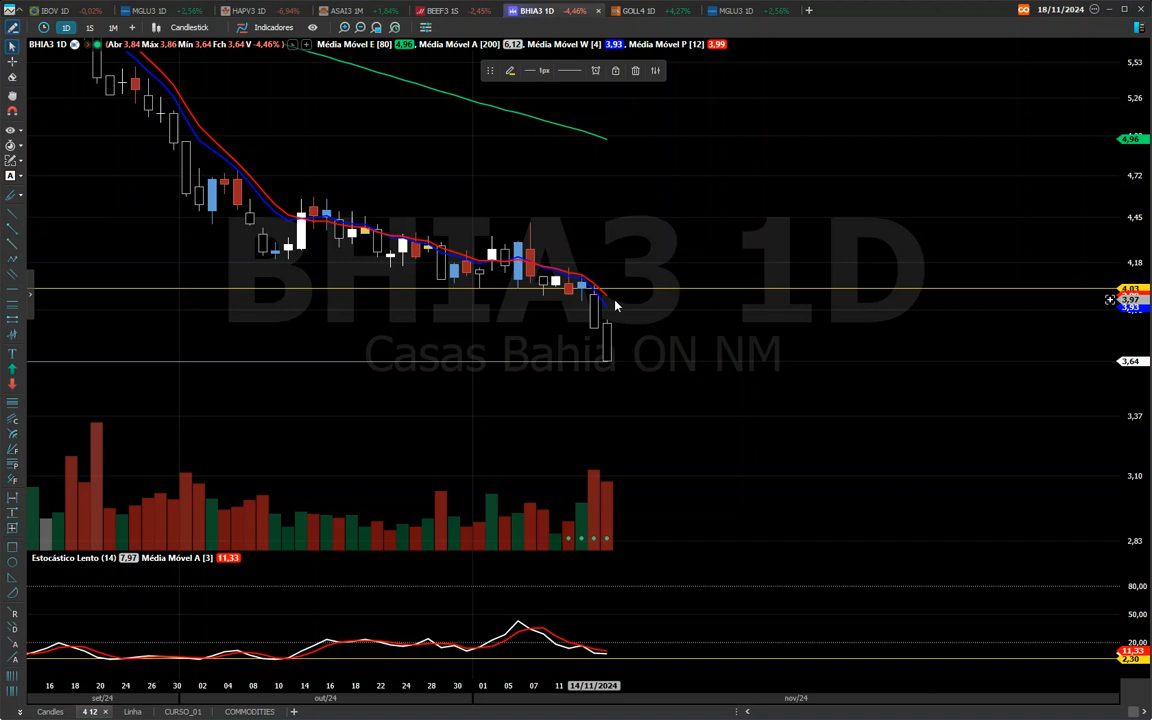 IBOV 1D -0,02% MGLU3 1D +2,56% HAPV3 1D -6,94% ASAI3 1M +1,84% BEEF3 1S -2,45% BHIA3 1D -4,46% × GOLL4 1D +4,27% MGLU3 1D +2,56% + 18/11/2024
1D 1S 1M + Candlestick Indicadores
BHIA3 1D (Abr 3,84 Máx 3,86 Mín 3,64 Fch 3,64 V -4,46%) Média Móvel E [80] 4,96, Média Móvel A [200] 6,12, Média Móvel W [4] 3,93, Média Móvel P [12] 3,99
1px
5,53
5,26
4,96
4,72
4,45
4,18
4,03
3,97
3,93
3,64
3,37
3,10
2,83
BHIA3 1D
Casas Bahia ON NM
Estocástico Lento (14) 7,97 Média Móvel A [3] 11,33
80,00
50,00
20,00
11,33
2,30
16 18 20 24 26 30 02 04 08 10 14 16 18 22 24 28 30 01 05 07 11 14/11/2024
set/24 out/24 nov/24
Candles 4 12 × Linha CURSO_01 COMMODITIES +